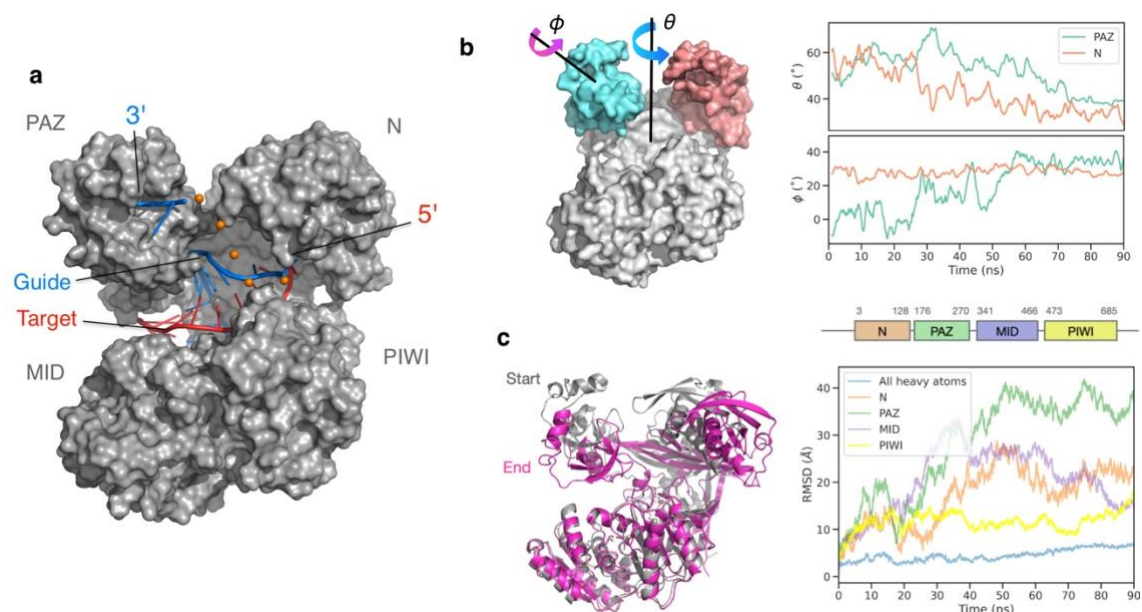 a
PAZ
3'
N
5'
Guide
Target
MID
PIWI
b
ϕ
θ
PAZ
N
θ (°)
60
40
ϕ (°)
20
0
0 10 20 30 40 50 60 70 80 90
Time (ns)
c
Start
End
3 128 176 270 341 466 473 685
N PAZ MID PIWI
All heavy atoms
N
PAZ
MID
PIWI
RMSD (Å)
40
30
20
10
0
0 10 20 30 40 50 60 70 80 90
Time (ns)